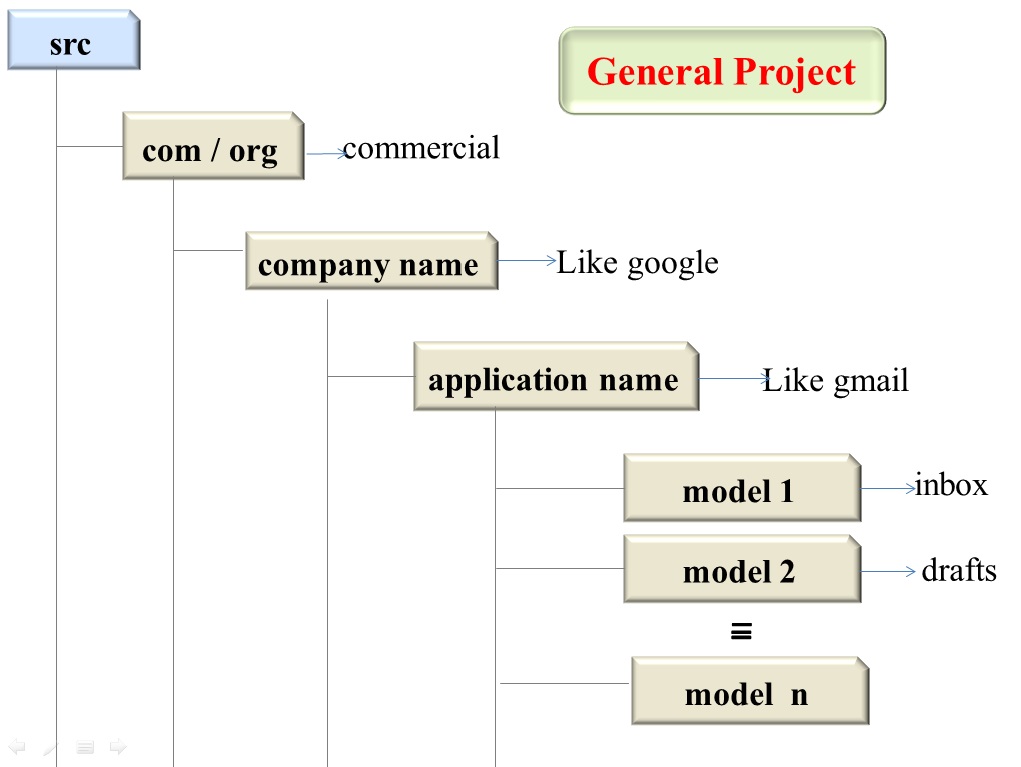 src
General Project
com / org
commercial
company name
Like google
application name
Like gmail
model 1
inbox
model 2
drafts
model n